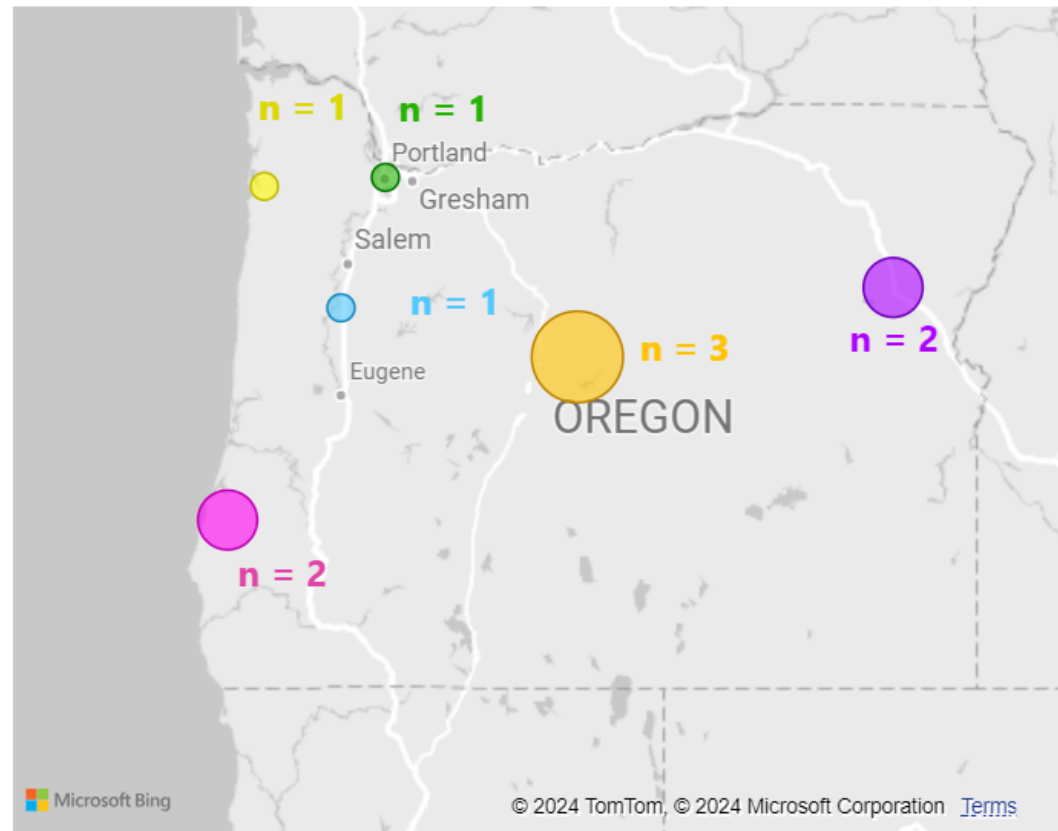 n = 1
n = 1
Portland
Gresham
Salem
n = 1
n = 2
n = 3
Eugene
OREGON
n = 2
Microsoft Bing
© 2024 TomTom, © 2024 Microsoft Corporation Terms